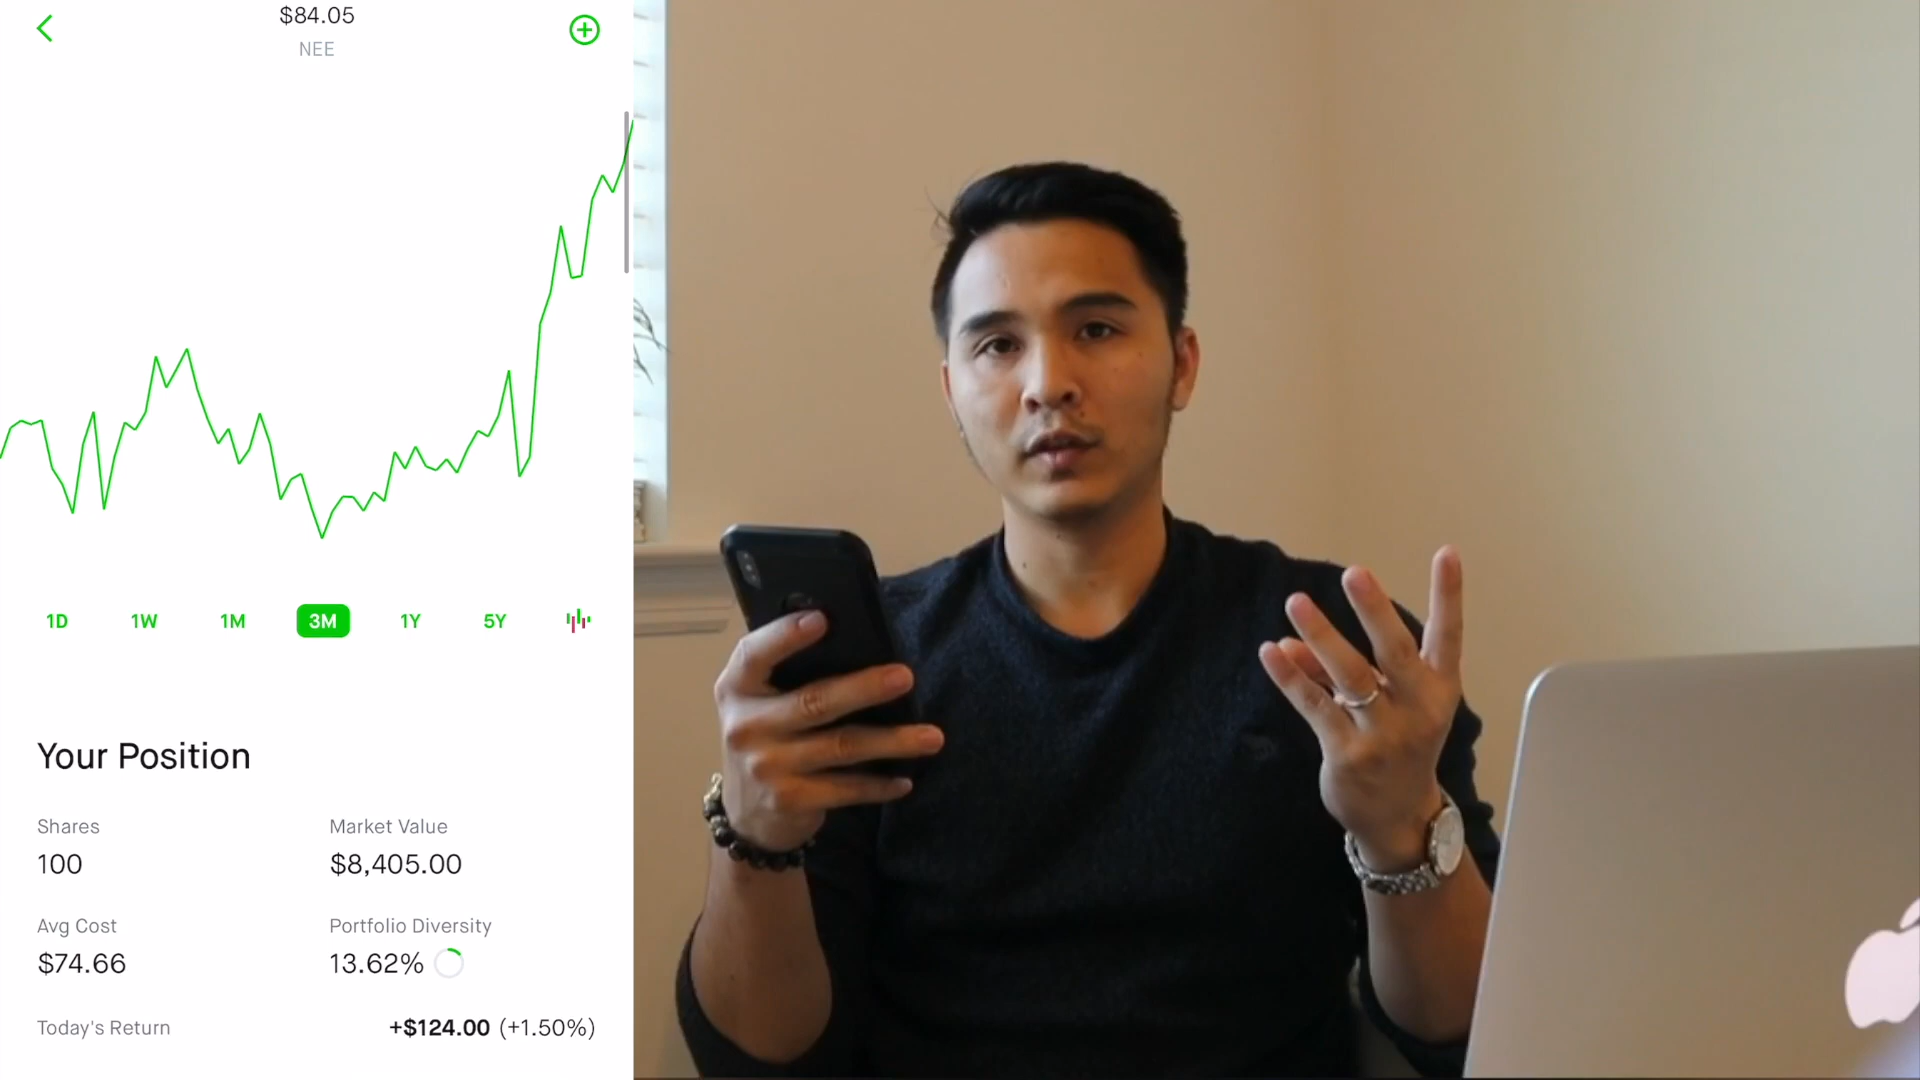 $84.05
NEE
1D 1W 1M 3M 1Y 5Y
Your Position
Shares Market Value
100 $8,405.00
Avg Cost Portfolio Diversity
$74.66 13.62%
Today's Return +$124.00 (+1.50%)